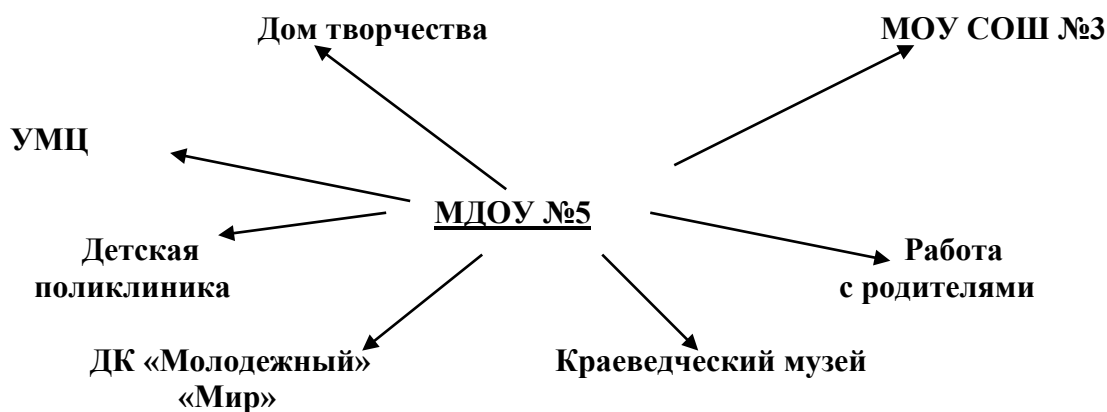 Дом творчества
МОУ СОШ №3
УМЦ
МДОУ №5
Детская
поликлиника
Работа
с родителями
ДК «Молодежный»
«Мир»
Краеведческий музей